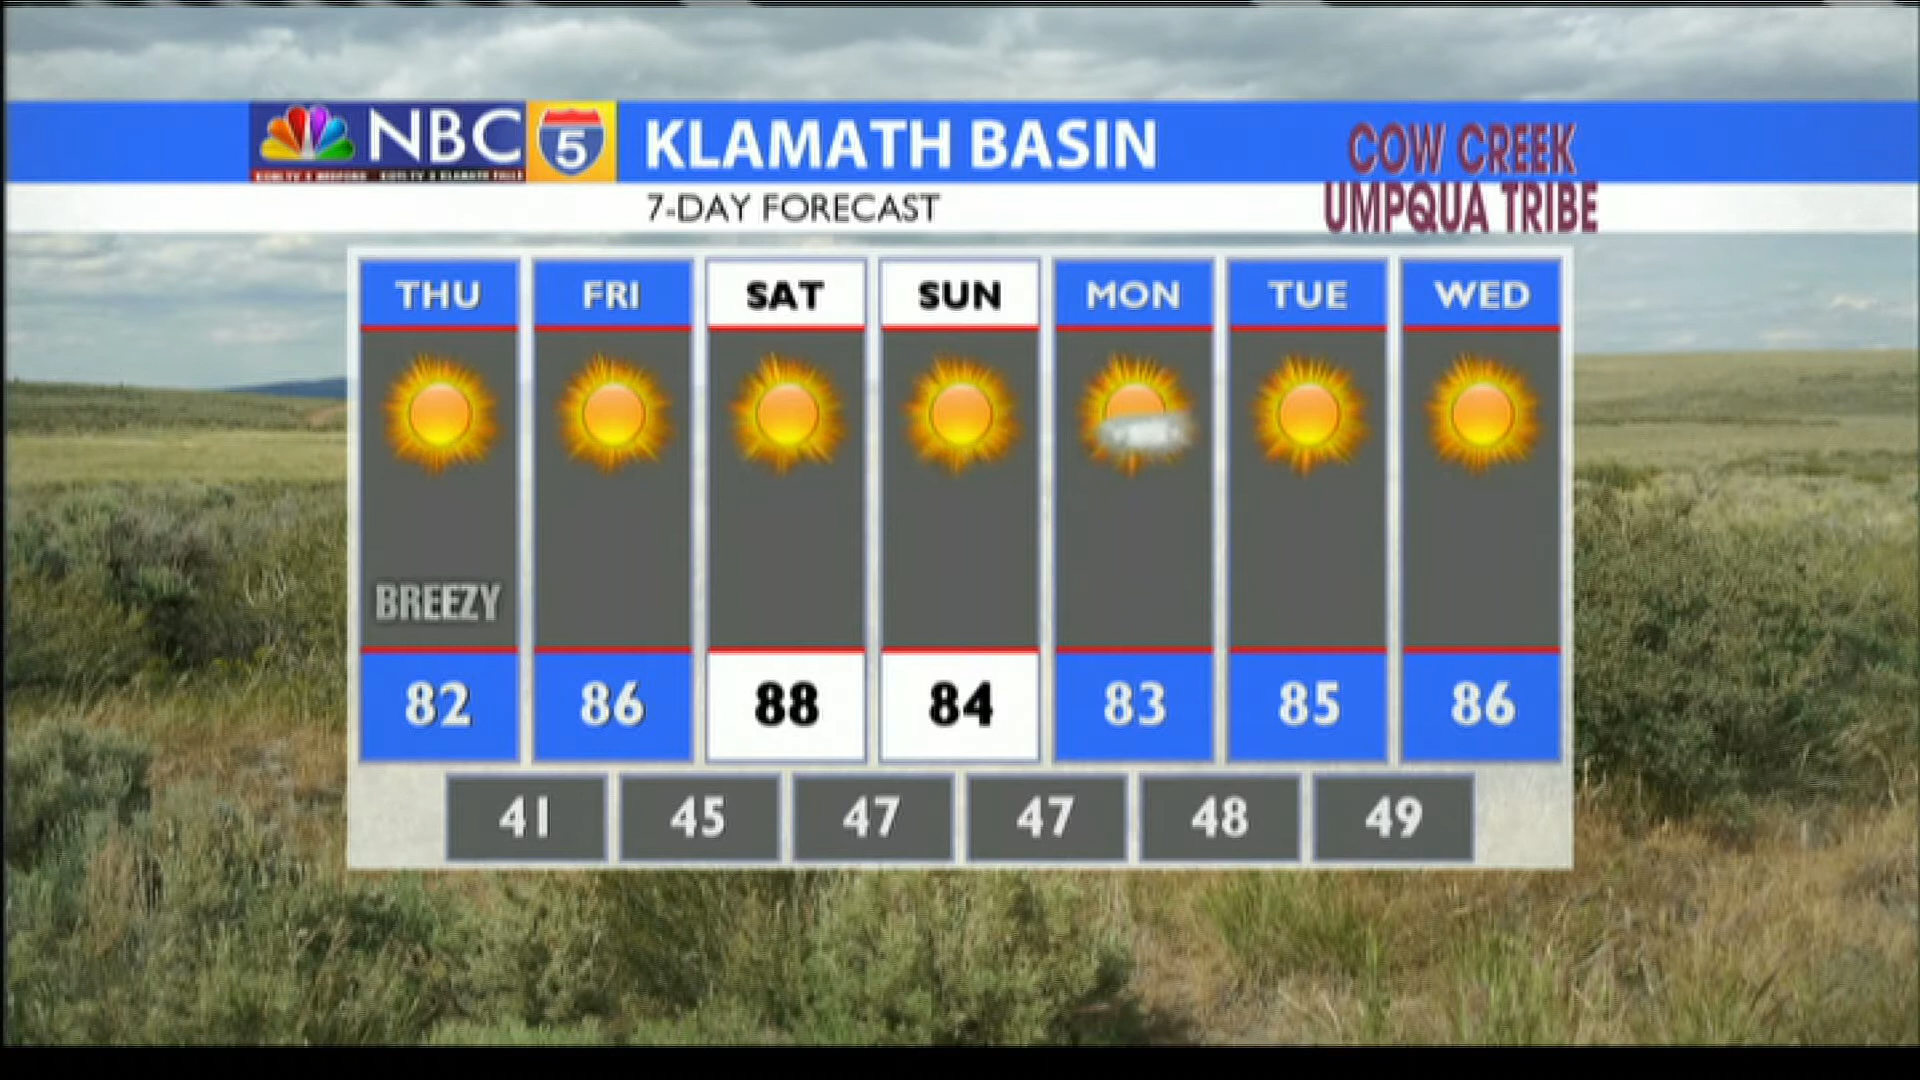 NBC 5
KLAMATH BASIN
COW CREEK
UMPQUA TRIBE
7-DAY FORECAST
THU FRI SAT SUN MON TUE WED
BREEZY
82 86 88 84 83 85 86
41 45 47 47 48 49